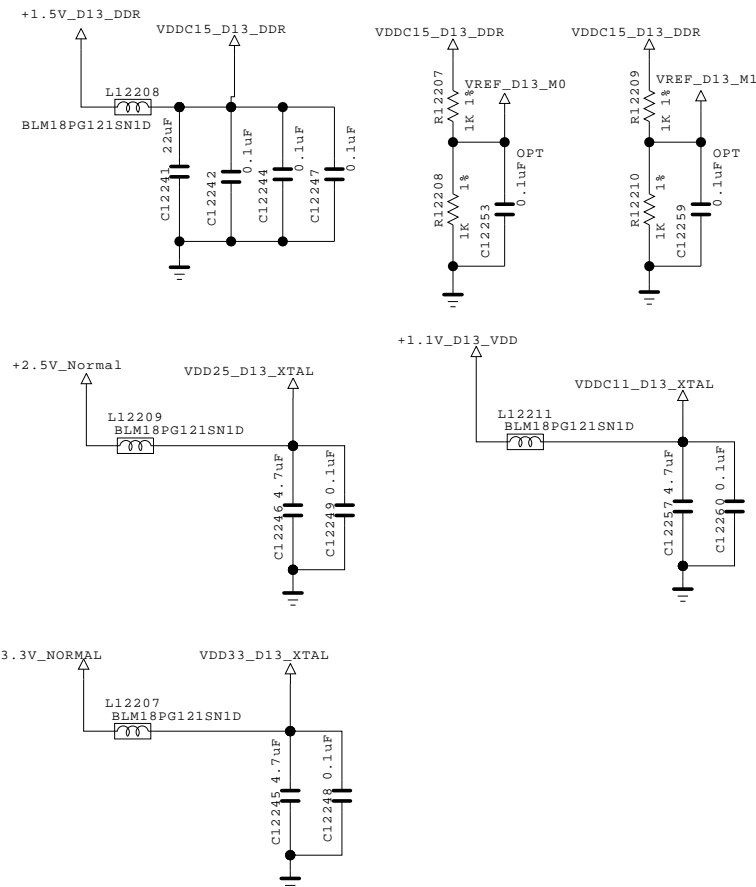 +1.5V_D13_DDR
VDDC15_D13_DDR
L12208
BLM18PG121SN1D
C12241
22uF
C12242
0.1uF
C12244
0.1uF
C12247
0.1uF
VDDC15_D13_DDR
R12207
1K 1%
VREF_D13_M0
R12208
1K 1%
OPT
C12253
0.1uF
VDDC15_D13_DDR
R12209
1K 1%
VREF_D13_M1
R12210
1K 1%
OPT
C12259
0.1uF
+2.5V_Normal
VDD25_D13_XTAL
L12209
BLM18PG121SN1D
C12246 4.7uF
C12249 0.1uF
+1.1V_D13_VDD
VDDC11_D13_XTAL
L12211
BLM18PG121SN1D
C12257 4.7uF
C12260 0.1uF
3.3V_NORMAL
VDD33_D13_XTAL
L12207
BLM18PG121SN1D
C12245 4.7uF
C12248 0.1uF